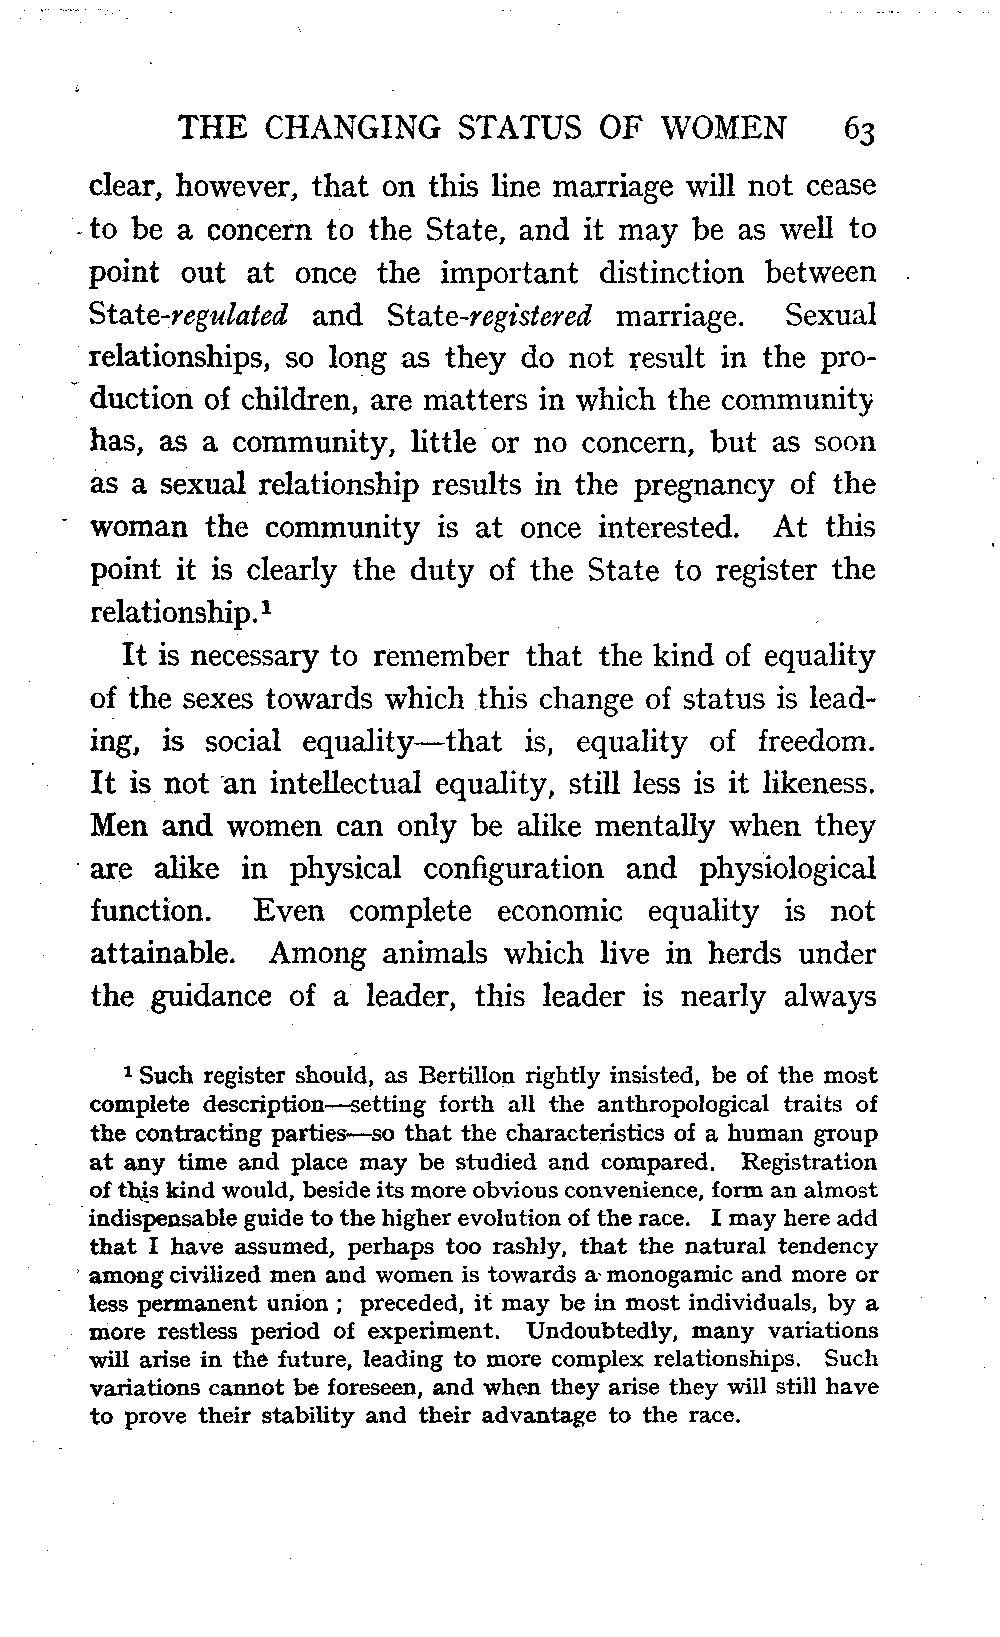 THE CHANGING STATUS OF WOMEN 63
clear, however, that on this line marriage will not cease
to be a concern to the State, and it may be as well to
point out at once the important distinction between
State-regulated and State-registered marriage. Sexual
relationships, so long as they do not result in the pro-
duction of children, are matters in which the community
has, as a community, little or no concern, but as soon
as a sexual relationship results in the pregnancy of the
woman the community is at once interested. At this
point it is clearly the duty of the State to register the
relationship.¹
It is necessary to remember that the kind of equality
of the sexes towards which this change of status is lead-
ing, is social equality—that is, equality of freedom.
It is not an intellectual equality, still less is it likeness.
Men and women can only be alike mentally when they
are alike in physical configuration and physiological
function. Even complete economic equality is not
attainable. Among animals which live in herds under
the guidance of a leader, this leader is nearly always
¹ Such register should, as Bertillon rightly insisted, be of the most
complete description—setting forth all the anthropological traits of
the contracting parties—so that the characteristics of a human group
at any time and place may be studied and compared. Registration
of this kind would, beside its more obvious convenience, form an almost
indispensable guide to the higher evolution of the race. I may here add
that I have assumed, perhaps too rashly, that the natural tendency
among civilized men and women is towards a monogamic and more or
less permanent union ; preceded, it may be in most individuals, by a
more restless period of experiment. Undoubtedly, many variations
will arise in the future, leading to more complex relationships. Such
variations cannot be foreseen, and when they arise they will still have
to prove their stability and their advantage to the race.